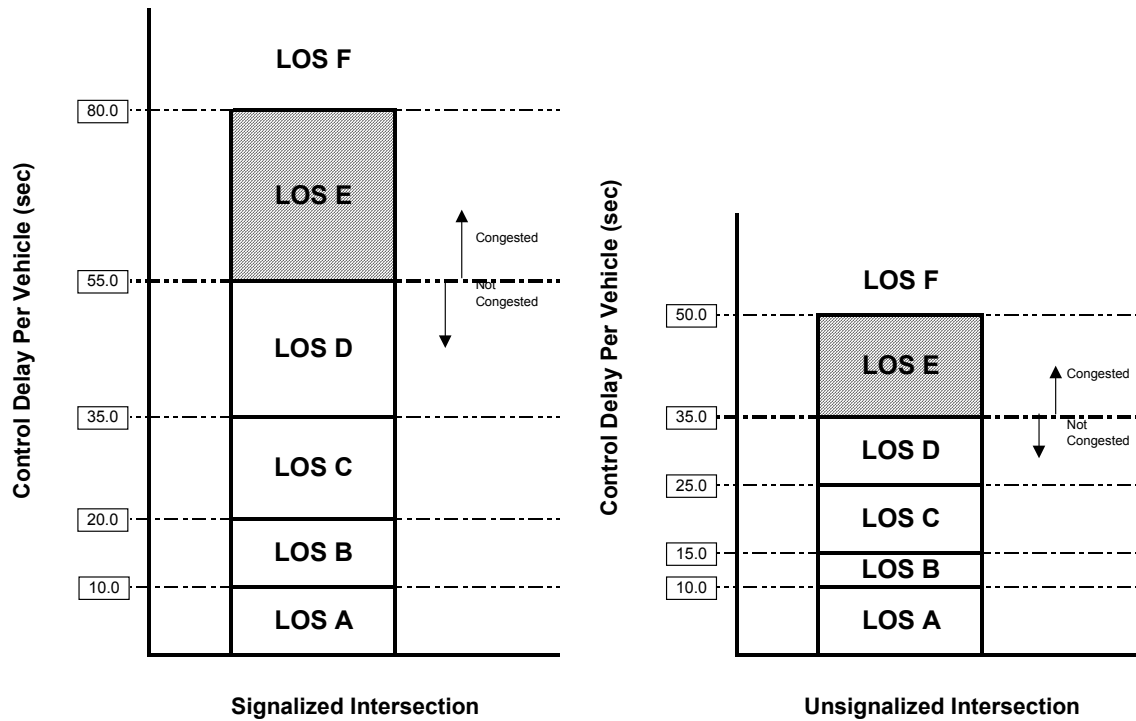 Control Delay Per Vehicle (sec)
LOS F
80.0
LOS E
Congested
55.0
Not
Congested
LOS D
35.0
LOS C
20.0
LOS B
10.0
LOS A
Signalized Intersection
Control Delay Per Vehicle (sec)
LOS F
50.0
LOS E
Congested
35.0
Not
Congested
LOS D
25.0
LOS C
15.0
LOS B
10.0
LOS A
Unsignalized Intersection